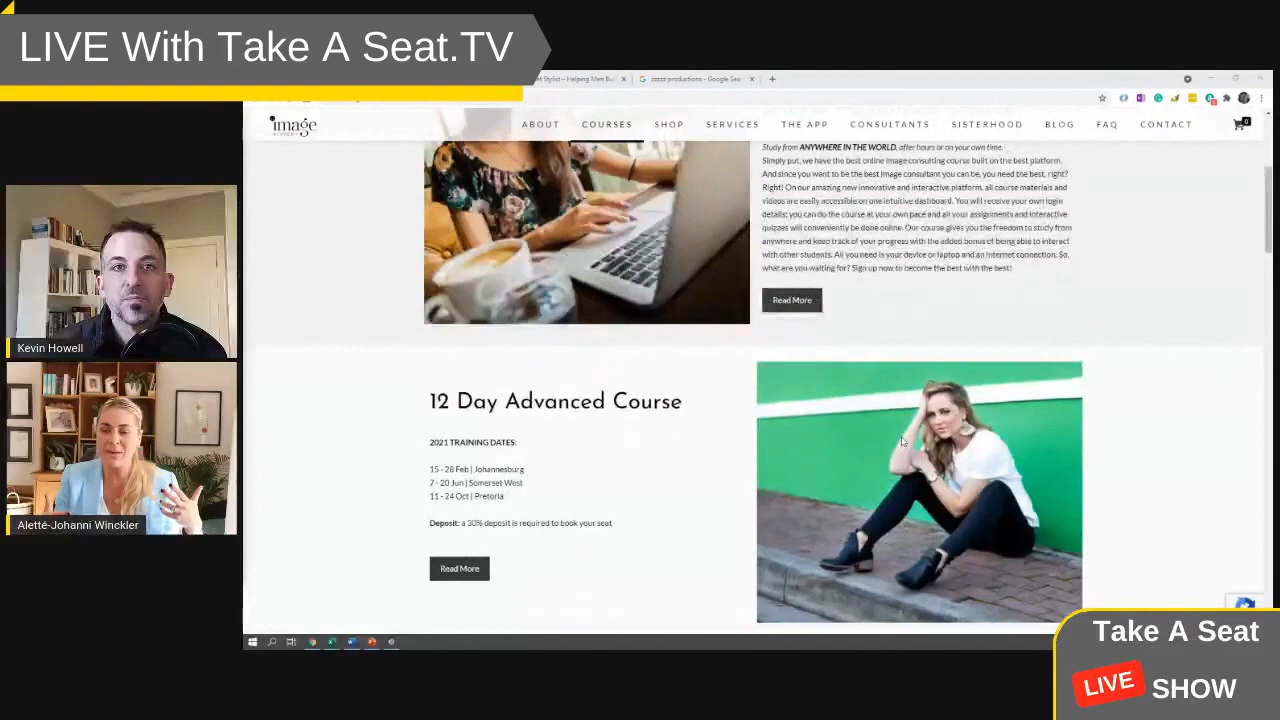 LIVE With Take A Seat.TV
et Stylist – Helping Men Bu
zzzzz productions - Google Sea
image
ABOUT COURSES SHOP SERVICES THE APP CONSULTANTS SISTERHOOD BLOG FAQ CONTACT
0
Study from ANYWHERE IN THE WORLD, after hours or on your own time.
Simply put, we have the best online image consulting course built on the best platform.
And since you want to be the best image consultant you can be, you need the best, right?
Right! On our amazing new innovative and interactive platform, all course materials and
videos are easily accessible on one intuitive dashboard. You will receive your own login
details; you can do the course at your own pace and all your assignments and interactive
quizzes will conveniently be done online. Our course gives you the freedom to study from
anywhere and keep track of your progress with the added bonus of being able to interact
with other students. All you need is your device or laptop and an internet connection. So,
what are you waiting for? Sign up now to become the best with the best!
Read More
Kevin Howell
12 Day Advanced Course
2021 TRAINING DATES:
15 - 28 Feb | Johannesburg
7 - 20 Jun | Somerset West
11 - 24 Oct | Pretoria
Deposit: a 30% deposit is required to book your seat
Read More
Aletté-Johanni Winckler
Take A Seat
LIVE SHOW